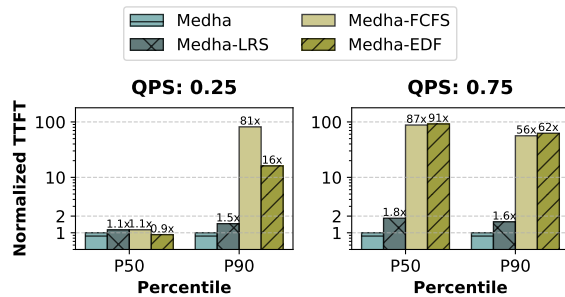 Medha
Medha-LRS
Medha-FCFS
Medha-EDF
QPS: 0.25
Normalized TTFT
100
10
2
1
1.1x
1.1x
0.9x
1.5x
81x
16x
P50
P90
Percentile
QPS: 0.75
100
10
2
1
1.8x
87x
91x
1.6x
56x
62x
P50
P90
Percentile